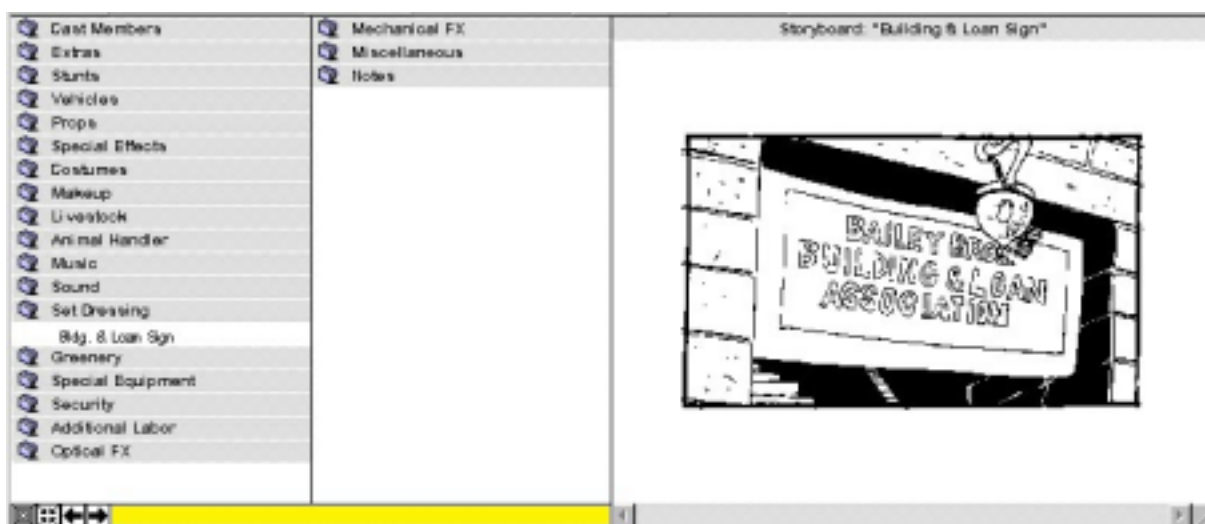 Cast Members
Extras
Stunts
Vehicles
Props
Special Effects
Costumes
Makeup
Livestock
Animal Handler
Music
Sound
Set Dressing
Bldg. & Loan Sign
Greenery
Special Equipment
Security
Additional Labor
Optical FX
Mechanical FX
Miscellaneous
Notes
Storyboard: "Building & Loan Sign"
BAILEY BROS.
BUILDING & LOAN
ASSOCIATION